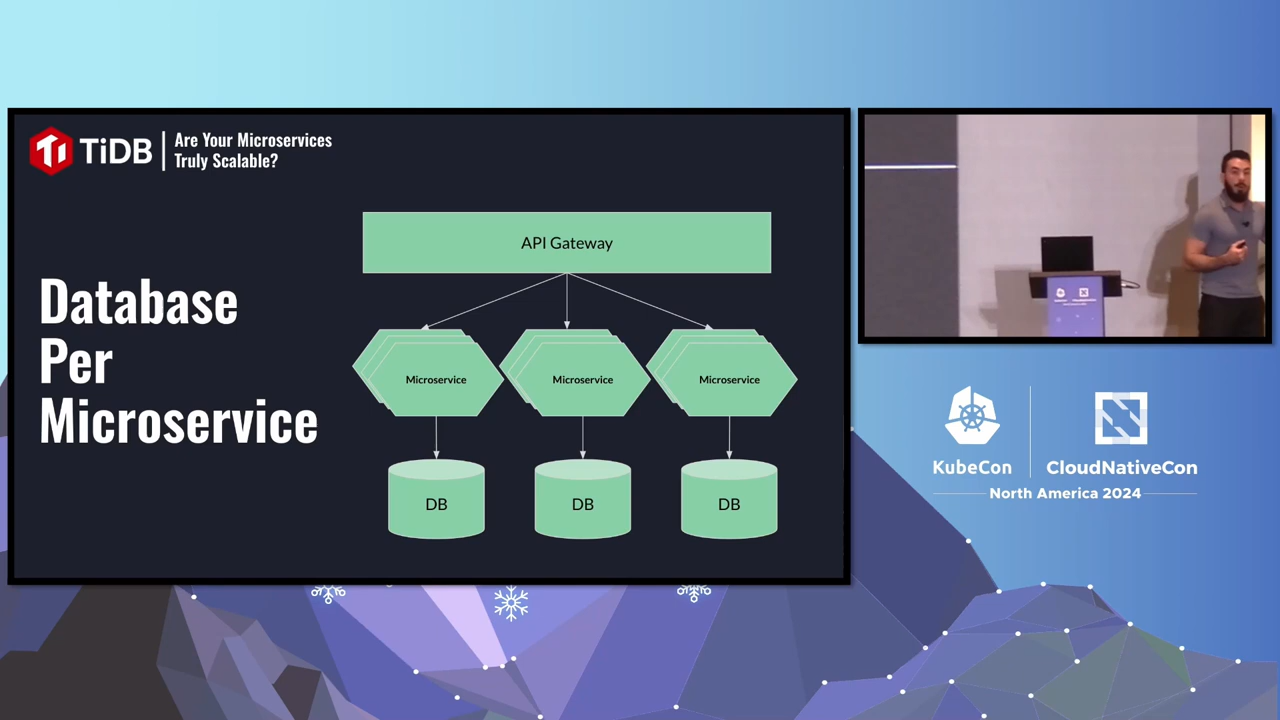 TiDB
Are Your Microservices
Truly Scalable?
Database
Per
Microservice
API Gateway
Microservice
Microservice
Microservice
DB
DB
DB
KubeCon
CloudNativeCon
North America 2024